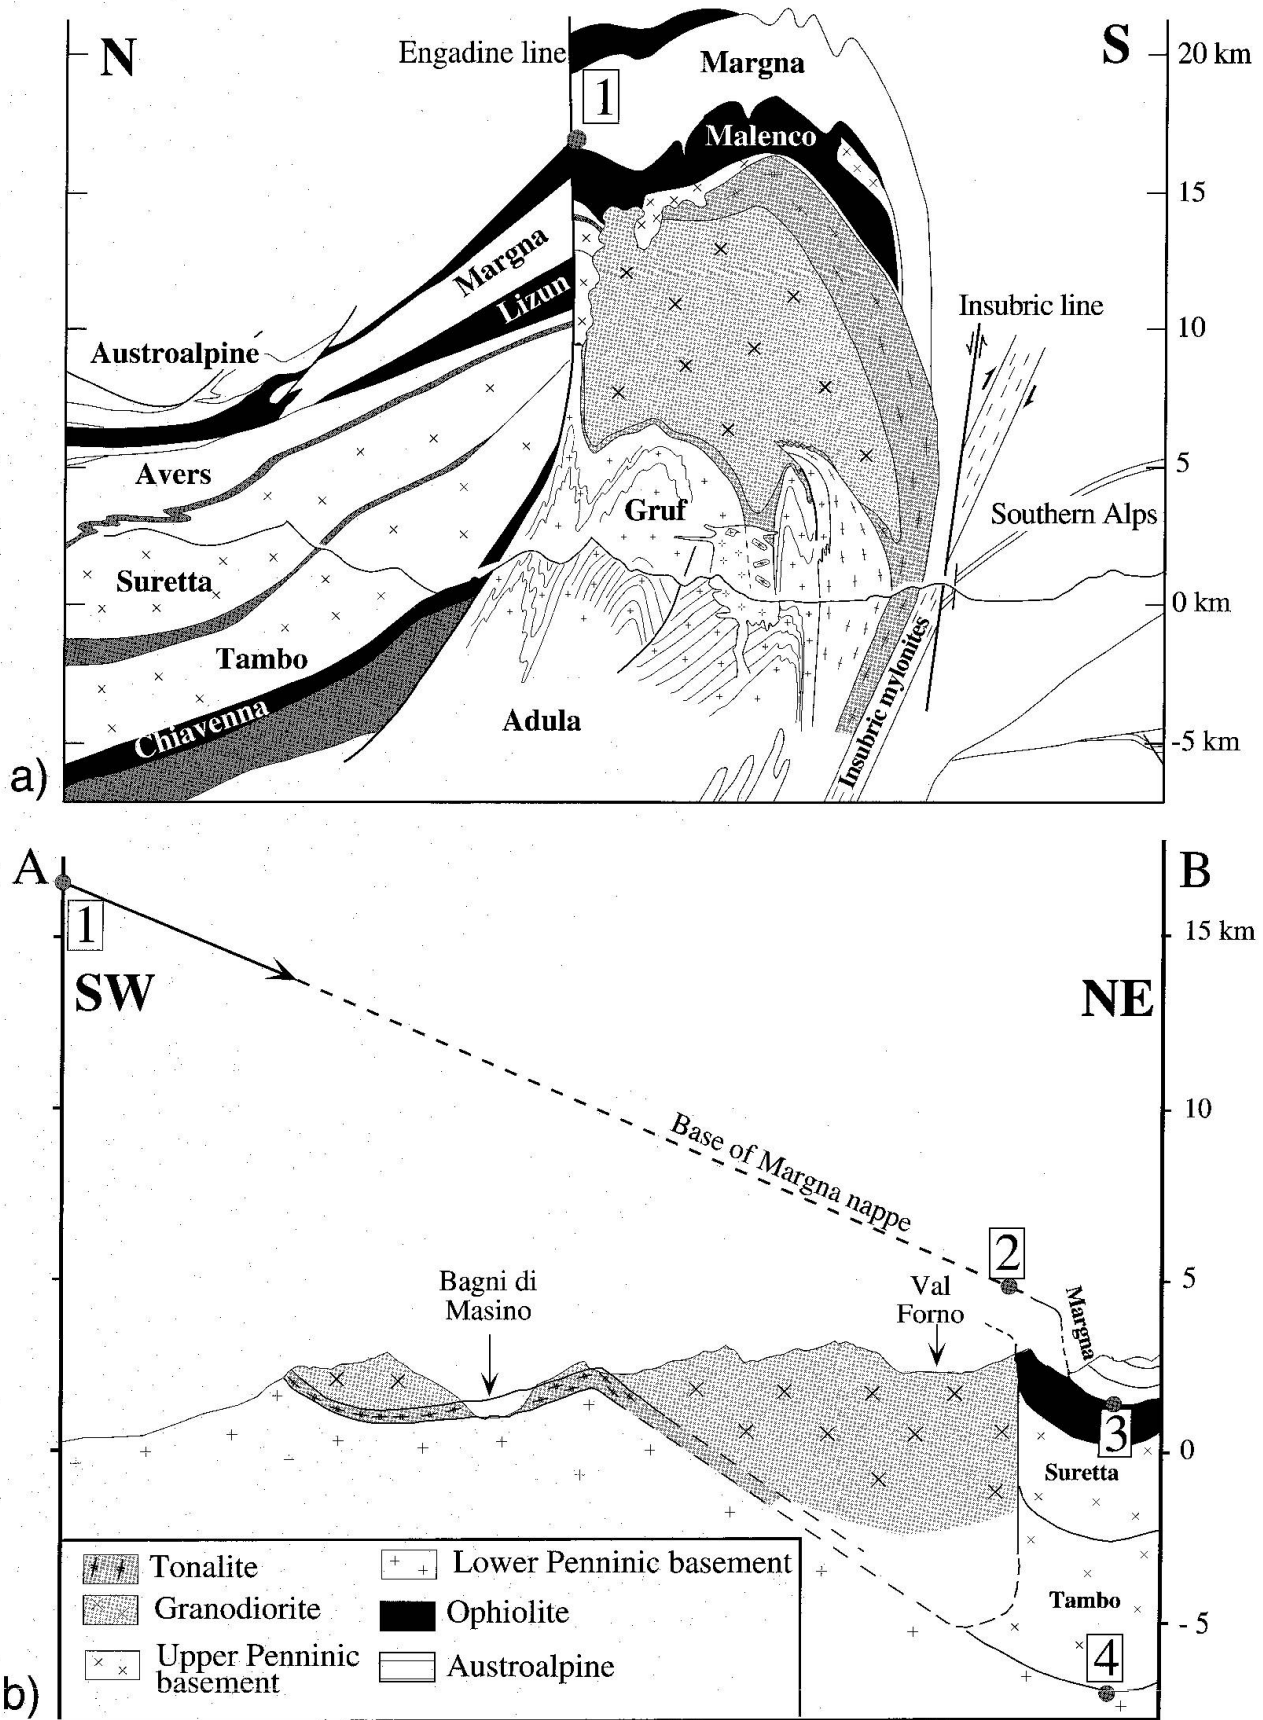 N
Engadine line
1
Margna
S
20 km
Malenco
15
Margna
Lizun
10
Insubric line
Austroalpine
Avers
5
Gruf
Southern Alps
Suretta
0 km
Tambo
Insubric mylonites
Chiavenna
Adula
-5 km
a)
A
B
1
15 km
SW
NE
10
Base of Margna nappe
2
5
Bagni di
Masino
Val
Forno
Margna
3
0
Suretta
Tambo
- 5
4
Tonalite
Lower Penninic basement
Granodiorite
Ophiolite
Upper Penninic
basement
Austroalpine
b)